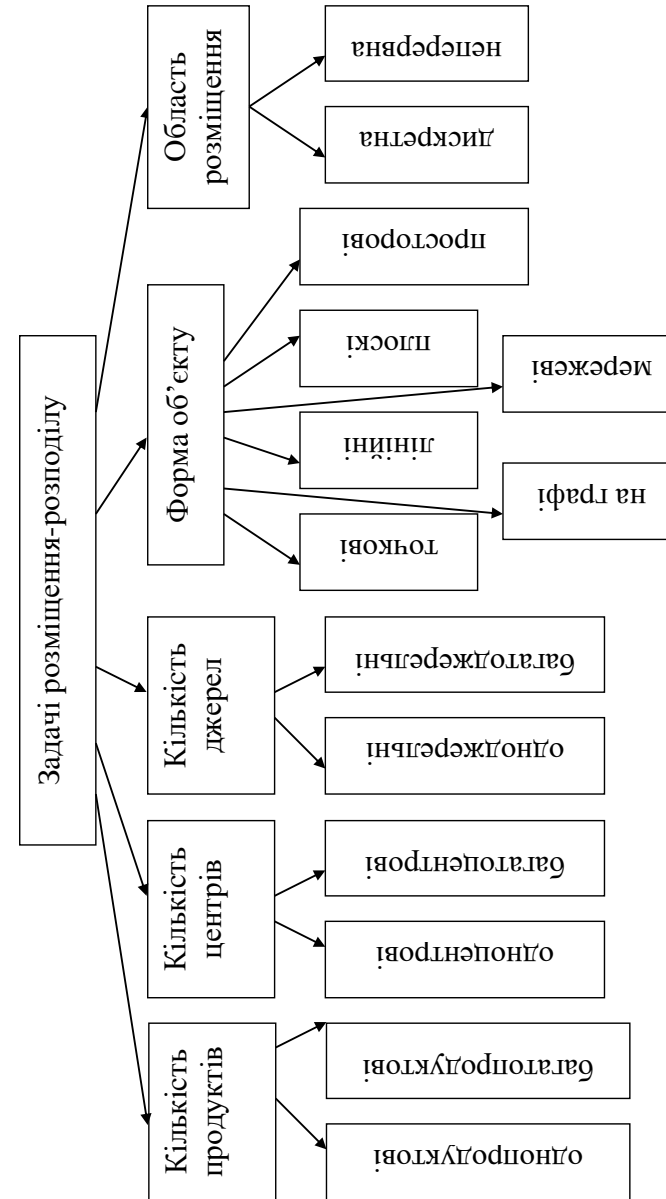 Задачі розміщення-розподілу
Кількість
продуктів
Кількість
центрів
Кількість
джерел
Форма об’єкту
Область
розміщення
однопродуктові
багатопродуктові
одноцентрові
багатоцентрові
одноджерельні
багатоджерельні
точкові
лінійні
плоскі
просторові
дискретна
неперервна
на графі
мережеві